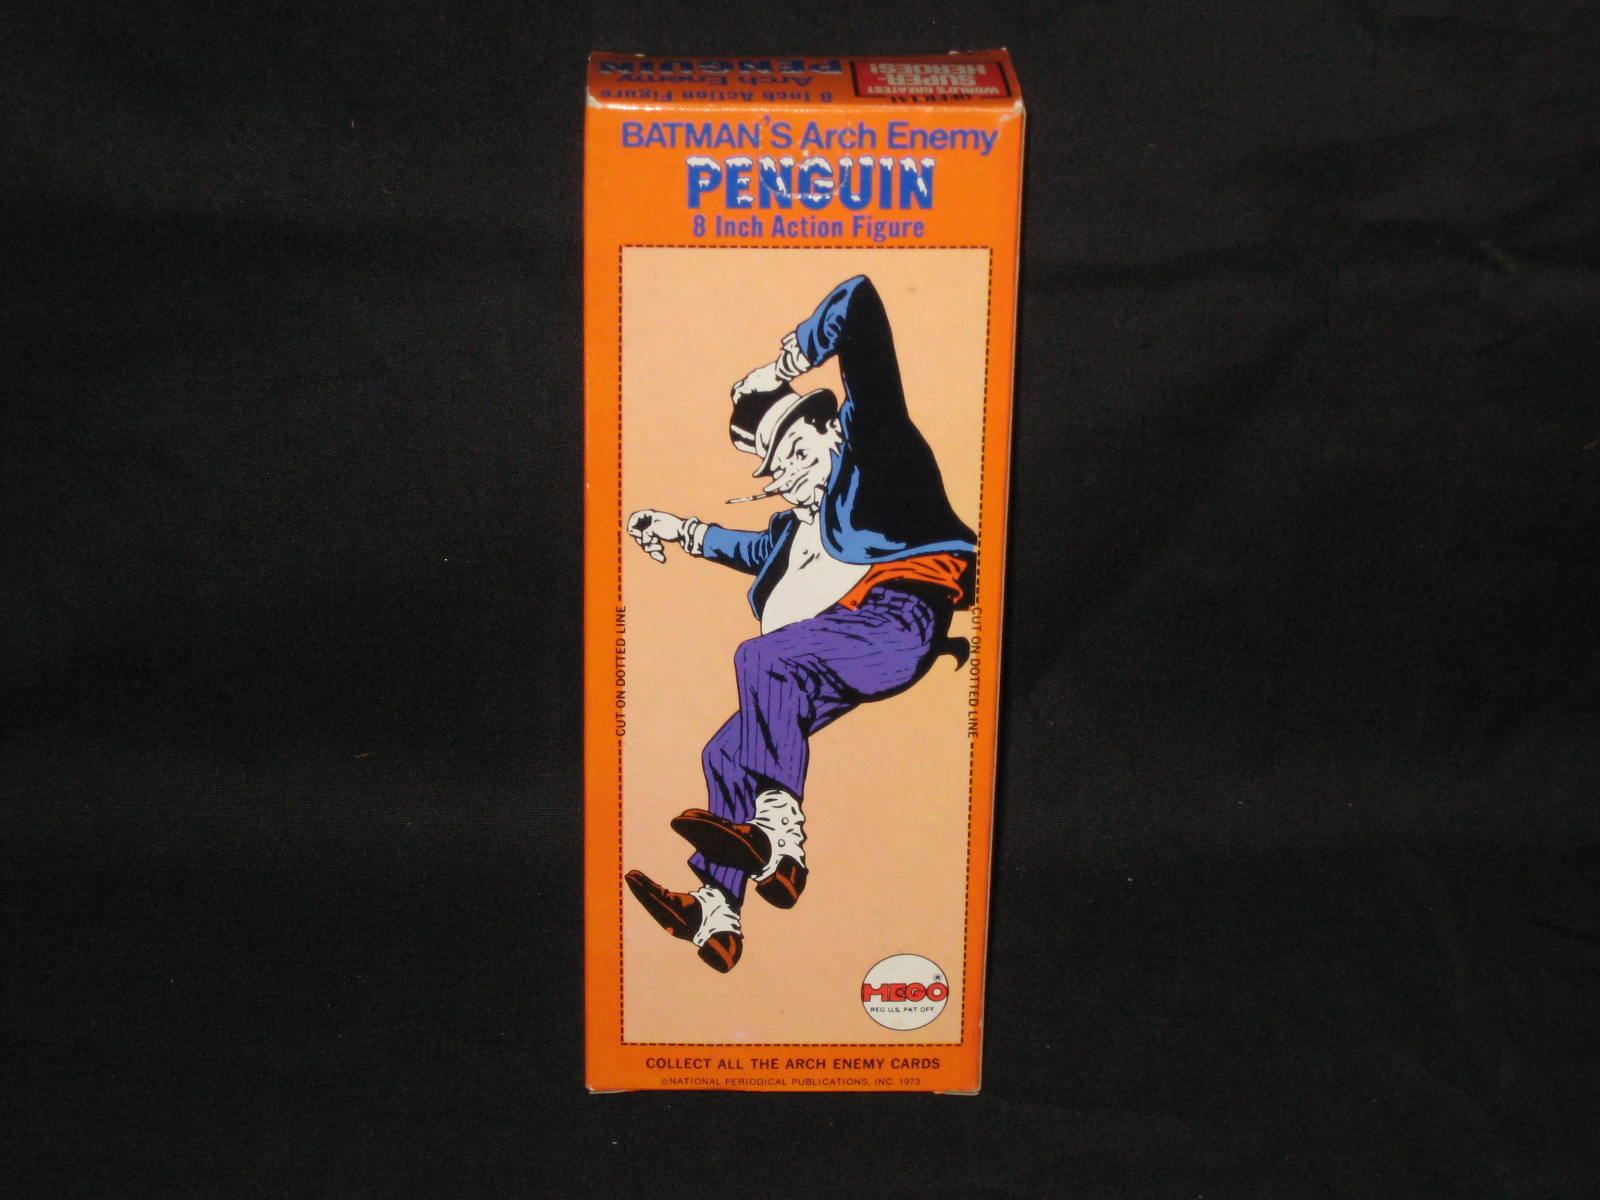 OFFICIAL
WORLD'S GREATEST
SUPER-
HEROES!
Arch Enemy
PENGUIN
8 Inch Action Figure
BATMAN'S Arch Enemy
PENGUIN
8 Inch Action Figure
CUT ON DOTTED LINE
CUT ON DOTTED LINE
MEGO®
REG U.S. PAT OFF.
COLLECT ALL THE ARCH ENEMY CARDS
©NATIONAL PERIODICAL PUBLICATIONS, INC. 1973